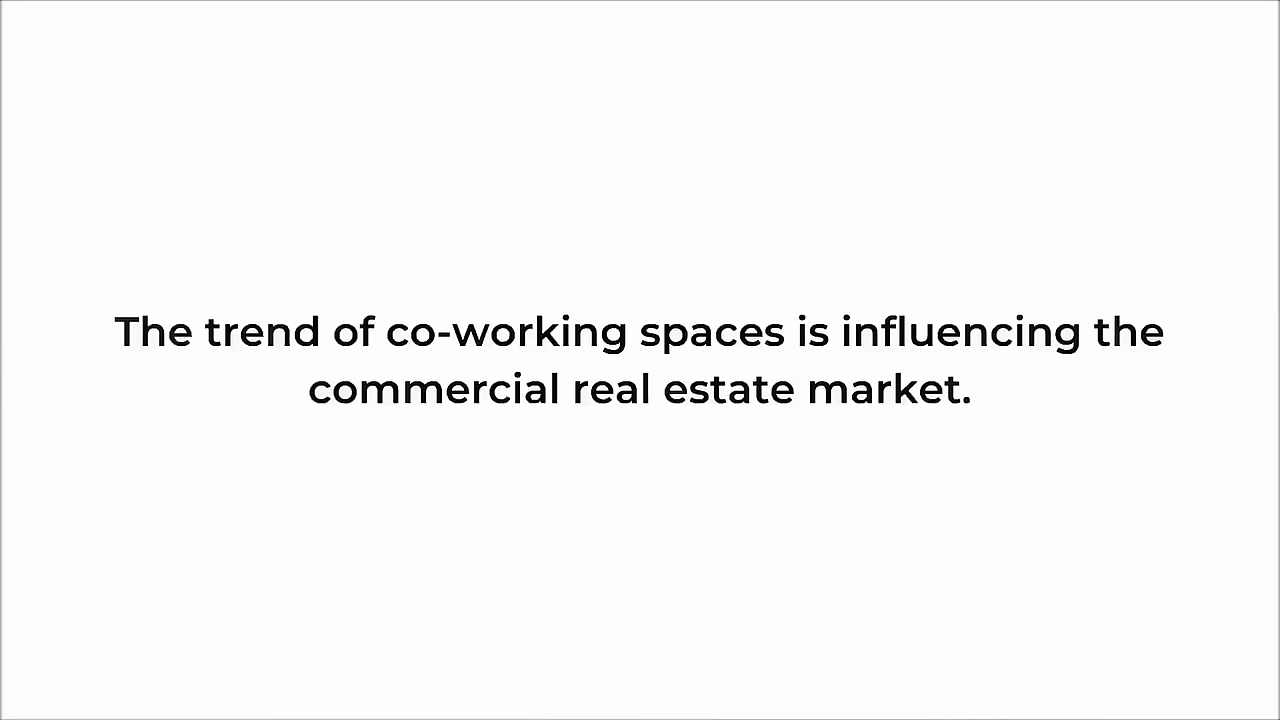 The trend of co-working spaces is influencing the
commercial real estate market.